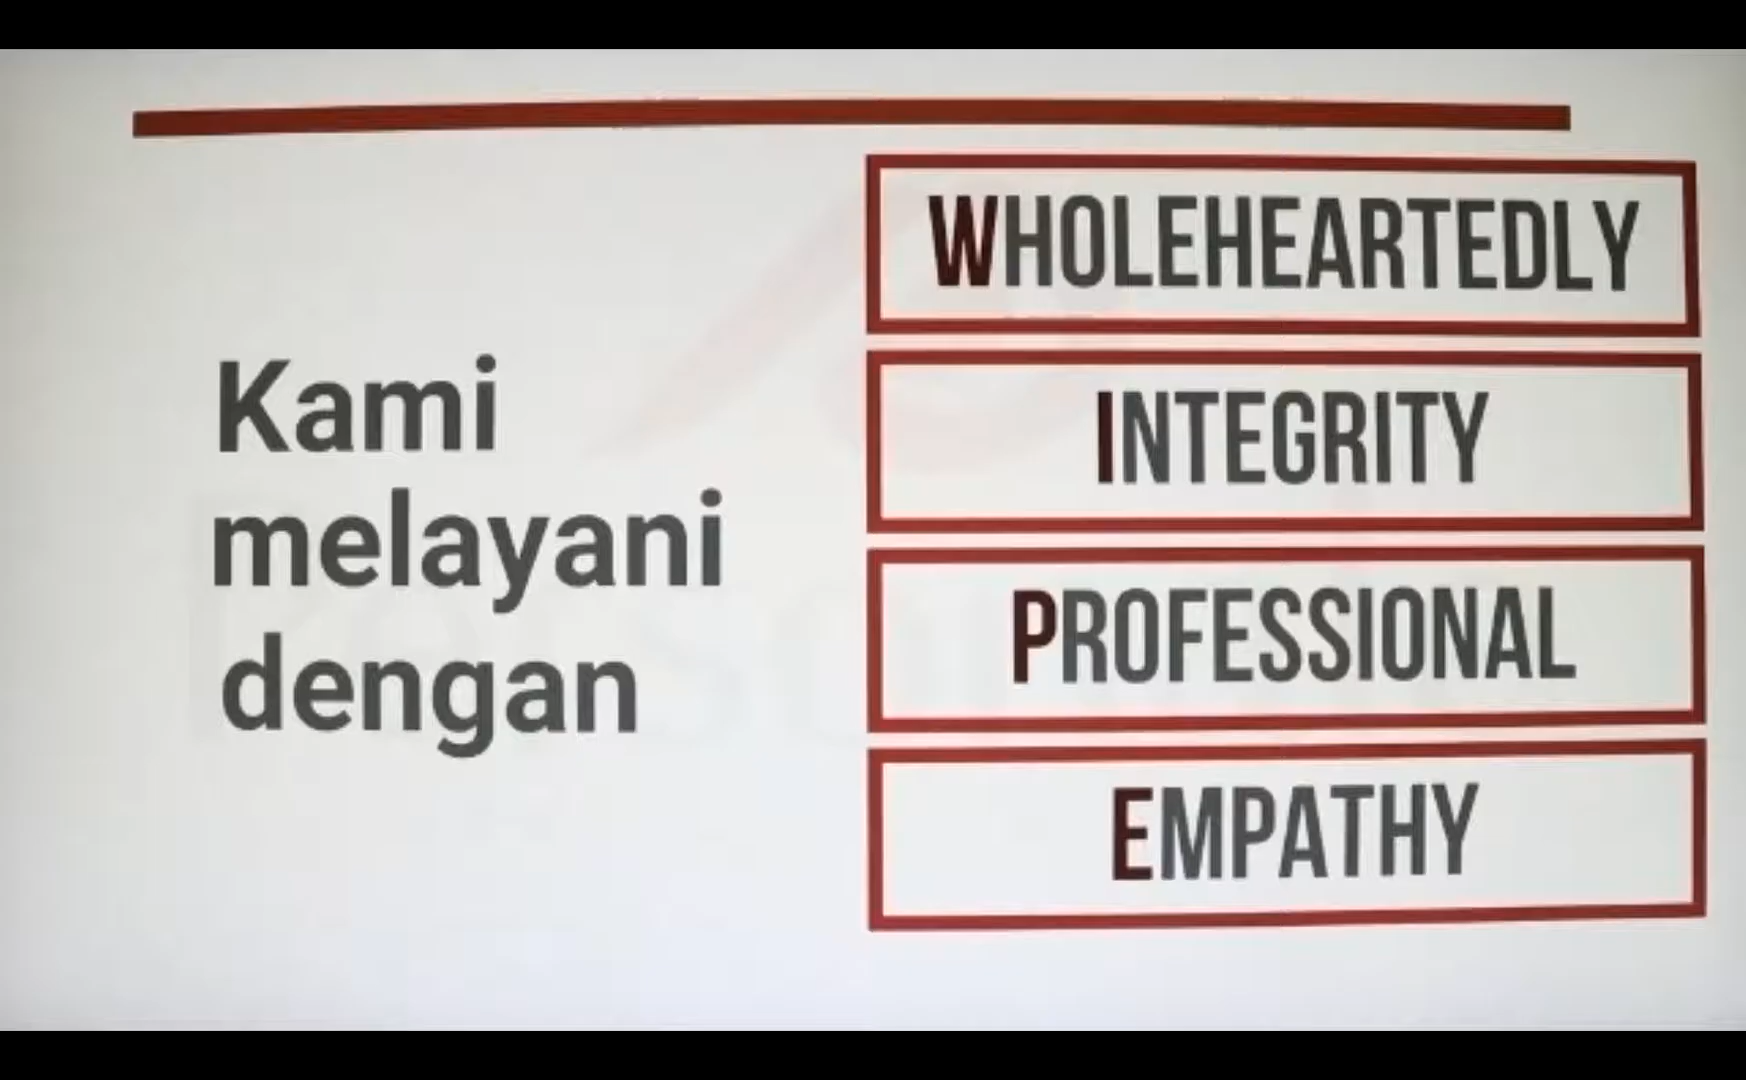 Kami
melayani
dengan
WHOLEHEARTEDLY
INTEGRITY
PROFESSIONAL
EMPATHY